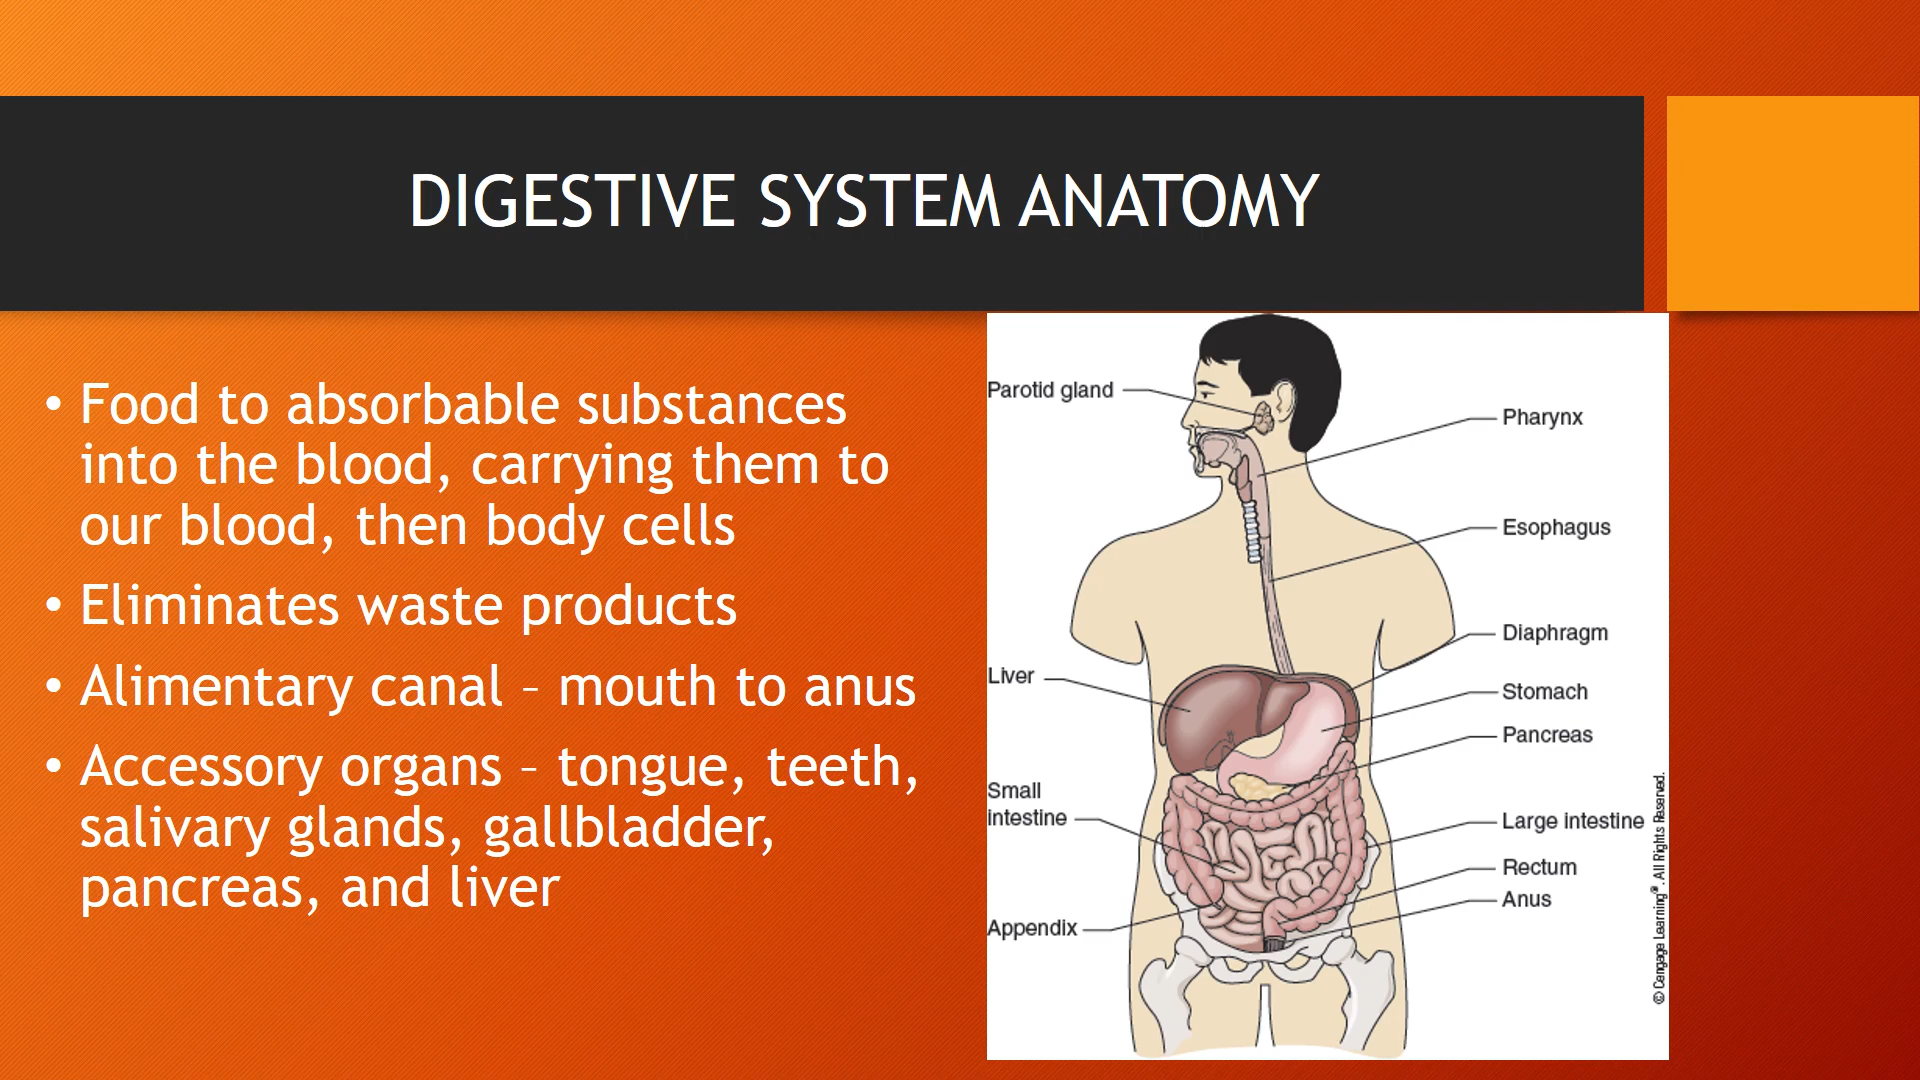 DIGESTIVE SYSTEM ANATOMY
• Food to absorbable substances
into the blood, carrying them to
our blood, then body cells
• Eliminates waste products
• Alimentary canal – mouth to anus
• Accessory organs – tongue, teeth,
salivary glands, gallbladder,
pancreas, and liver
Parotid gland
Liver
Small
intestine
Appendix
Pharynx
Esophagus
Diaphragm
Stomach
Pancreas
Large intestine
Rectum
Anus
© Cengage Learning®. All Rights Reserved.